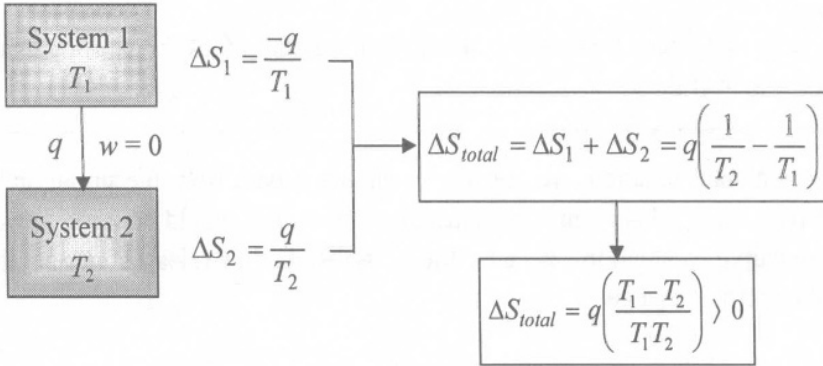 System 1
T₁
ΔS₁ = −q/T₁
q w = 0
ΔS_total = ΔS₁ + ΔS₂ = q(1/T₂ − 1/T₁)
System 2
T₂
ΔS₂ = q/T₂
ΔS_total = q((T₁ − T₂)/(T₁T₂)) ⟩ 0